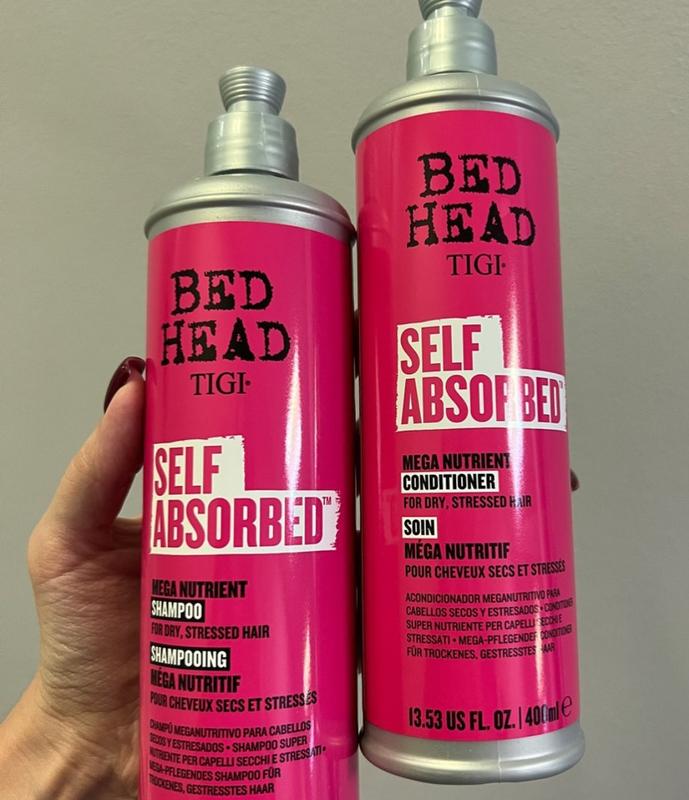 BED
HEAD
TIGI®
SELF
ABSORBED™
MEGA NUTRIENT
SHAMPOO
FOR DRY, STRESSED HAIR
SHAMPOOING
MÉGA NUTRITIF
POUR CHEVEUX SECS ET STRESSÉS
CHAMPÚ MEGANUTRITIVO PARA CABELLOS
SECOS Y ESTRESADOS • SHAMPOO SUPER
NUTRIENTE PER CAPELLI SECCHI E STRESSATI •
MEGA-PFLEGENDES SHAMPOO FÜR
TROCKENES, GESTRESSTES HAAR
BED
HEAD
TIGI®
SELF
ABSORBED™
MEGA NUTRIENT
CONDITIONER
FOR DRY, STRESSED HAIR
SOIN
MÉGA NUTRITIF
POUR CHEVEUX SECS ET STRESSÉS
ACONDICIONADOR MEGANUTRITIVO PARA
CABELLOS SECOS Y ESTRESADOS • CONDITIONER
SUPER NUTRIENTE PER CAPELLI SECCHI E
STRESSATI • MEGA-PFLEGENDER CONDITIONER
FÜR TROCKENES, GESTRESSTES HAAR
13.53 US FL. OZ. | 400ml e